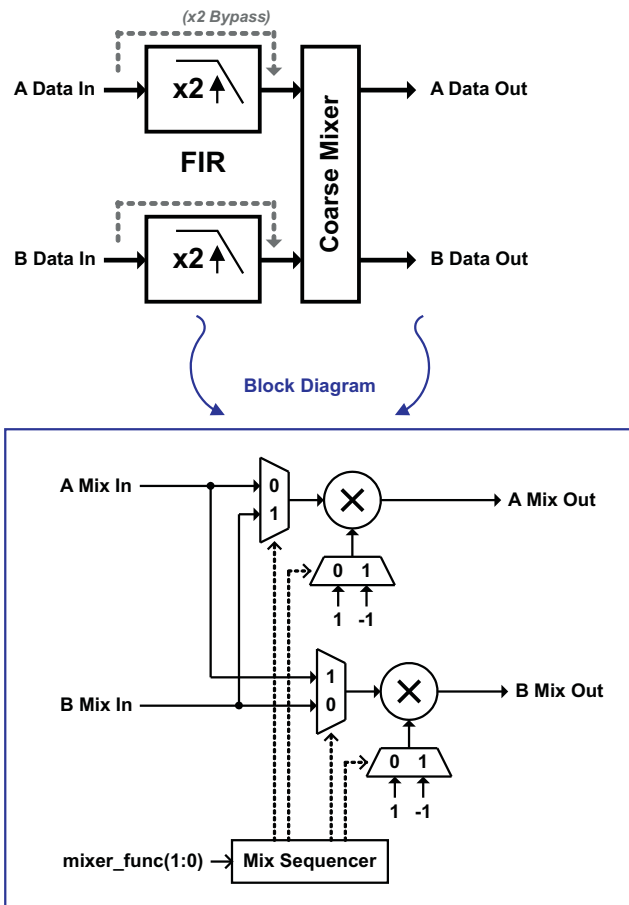 (x2 Bypass)
A Data In
x2
A Data Out
FIR
Coarse Mixer
B Data In
x2
B Data Out
Block Diagram
A Mix In
0
1
A Mix Out
0 1
1 -1
B Mix In
1
0
B Mix Out
0 1
1 -1
mixer_func(1:0)
Mix Sequencer